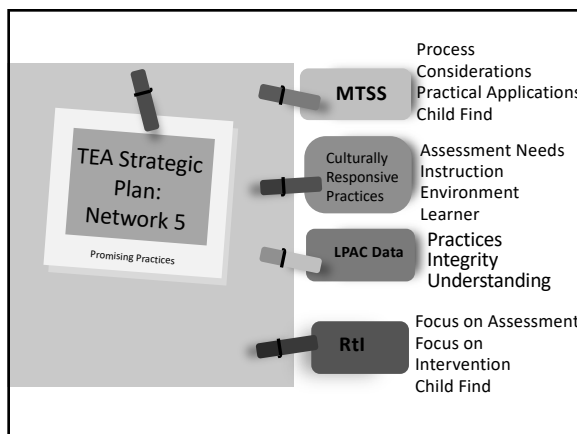 TEA Strategic
Plan:
Network 5
Promising Practices
MTSS
Process
Considerations
Practical Applications
Child Find
Culturally
Responsive
Practices
Assessment Needs
Instruction
Environment
Learner
LPAC Data
Practices
Integrity
Understanding
RtI
Focus on Assessment
Focus on
Intervention
Child Find